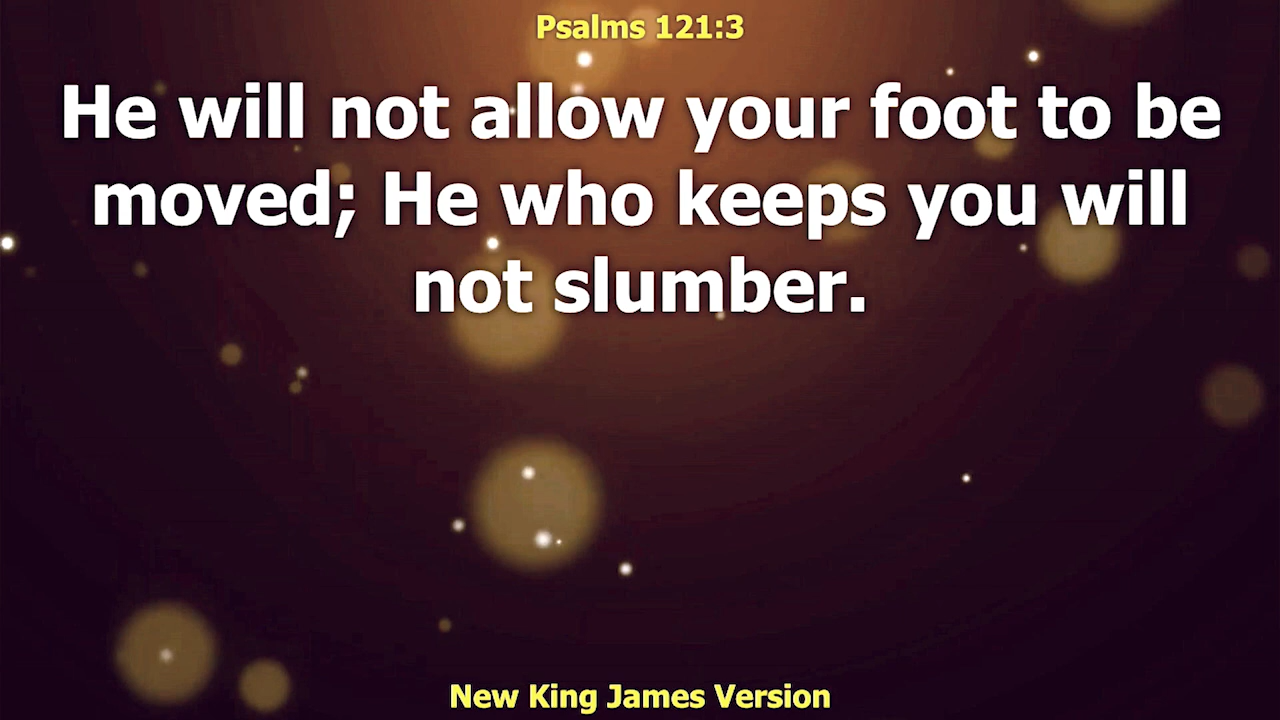 Psalms 121:3
He will not allow your foot to be
moved; He who keeps you will
not slumber.
New King James Version